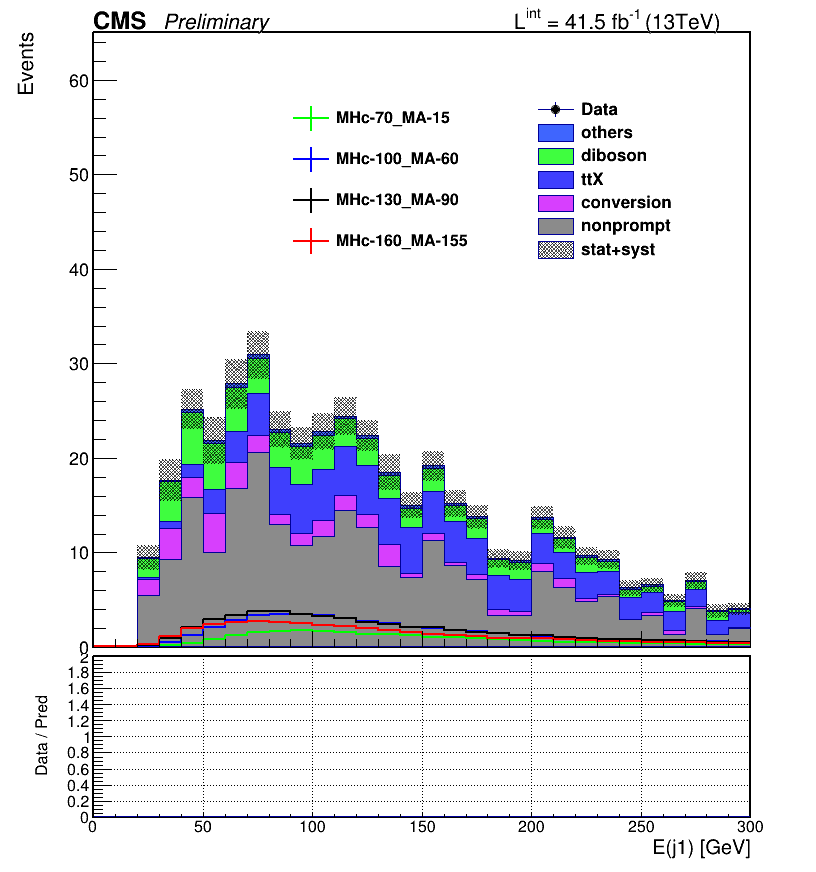 CMS Preliminary L^int = 41.5 fb^-1 (13TeV)
Events
60
50
40
30
20
10
0
MHc-70_MA-15
MHc-100_MA-60
MHc-130_MA-90
MHc-160_MA-155
Data
others
diboson
ttX
conversion
nonprompt
stat+syst
Data / Pred
2
1.8
1.6
1.4
1.2
1
0.8
0.6
0.4
0.2
0
0 50 100 150 200 250 300
E(j1) [GeV]